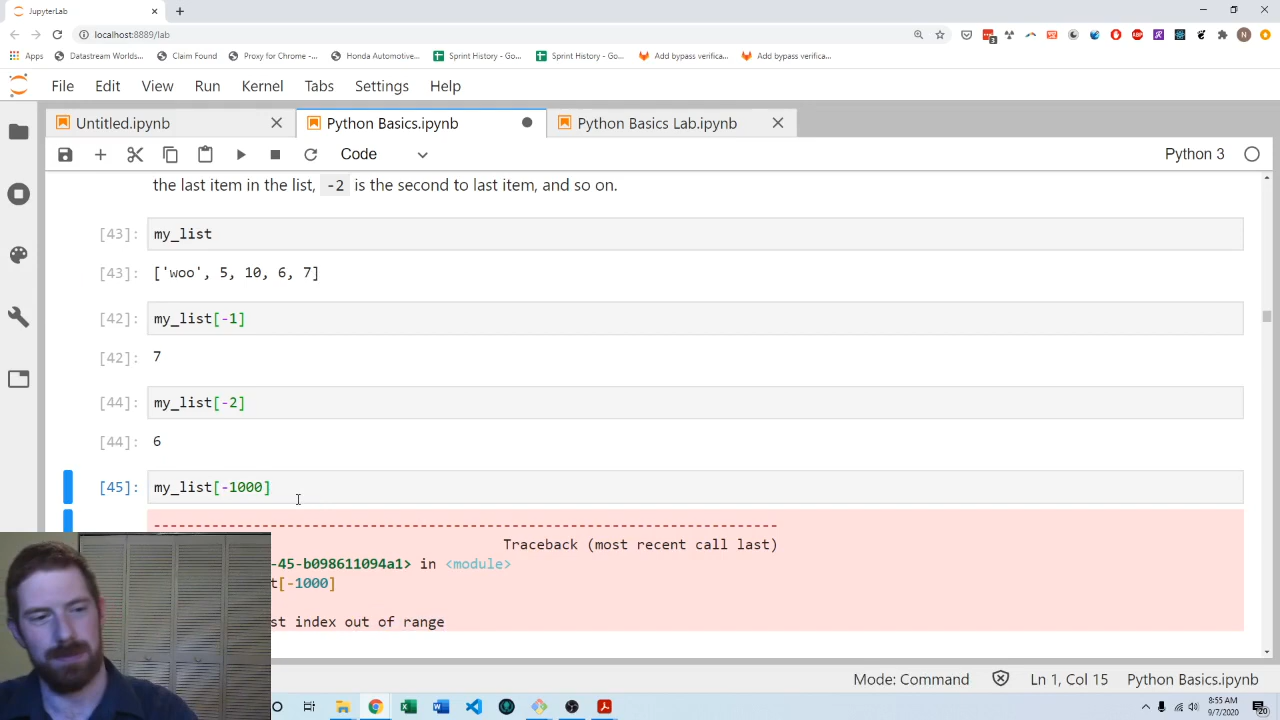 JupyterLab
localhost:8889/lab
Apps Datastream Worlds... Claim Found Proxy for Chrome -... Honda Automotive... Sprint History - Go... Sprint History - Go... Add bypass verifica... Add bypass verifica...
File Edit View Run Kernel Tabs Settings Help
Untitled.ipynb Python Basics.ipynb Python Basics Lab.ipynb
Code Python 3
the last item in the list, -2 is the second to last item, and so on.
[43]: my_list
[43]: ['woo', 5, 10, 6, 7]
[42]: my_list[-1]
[42]: 7
[44]: my_list[-2]
[44]: 6
[45]: my_list[-1000]
---------------------------------------------------------------------------
Traceback (most recent call last)
-45-b098611094a1> in <module>
t[-1000]
st index out of range
Mode: Command Ln 1, Col 15 Python Basics.ipynb
8:55 AM
9/7/2020